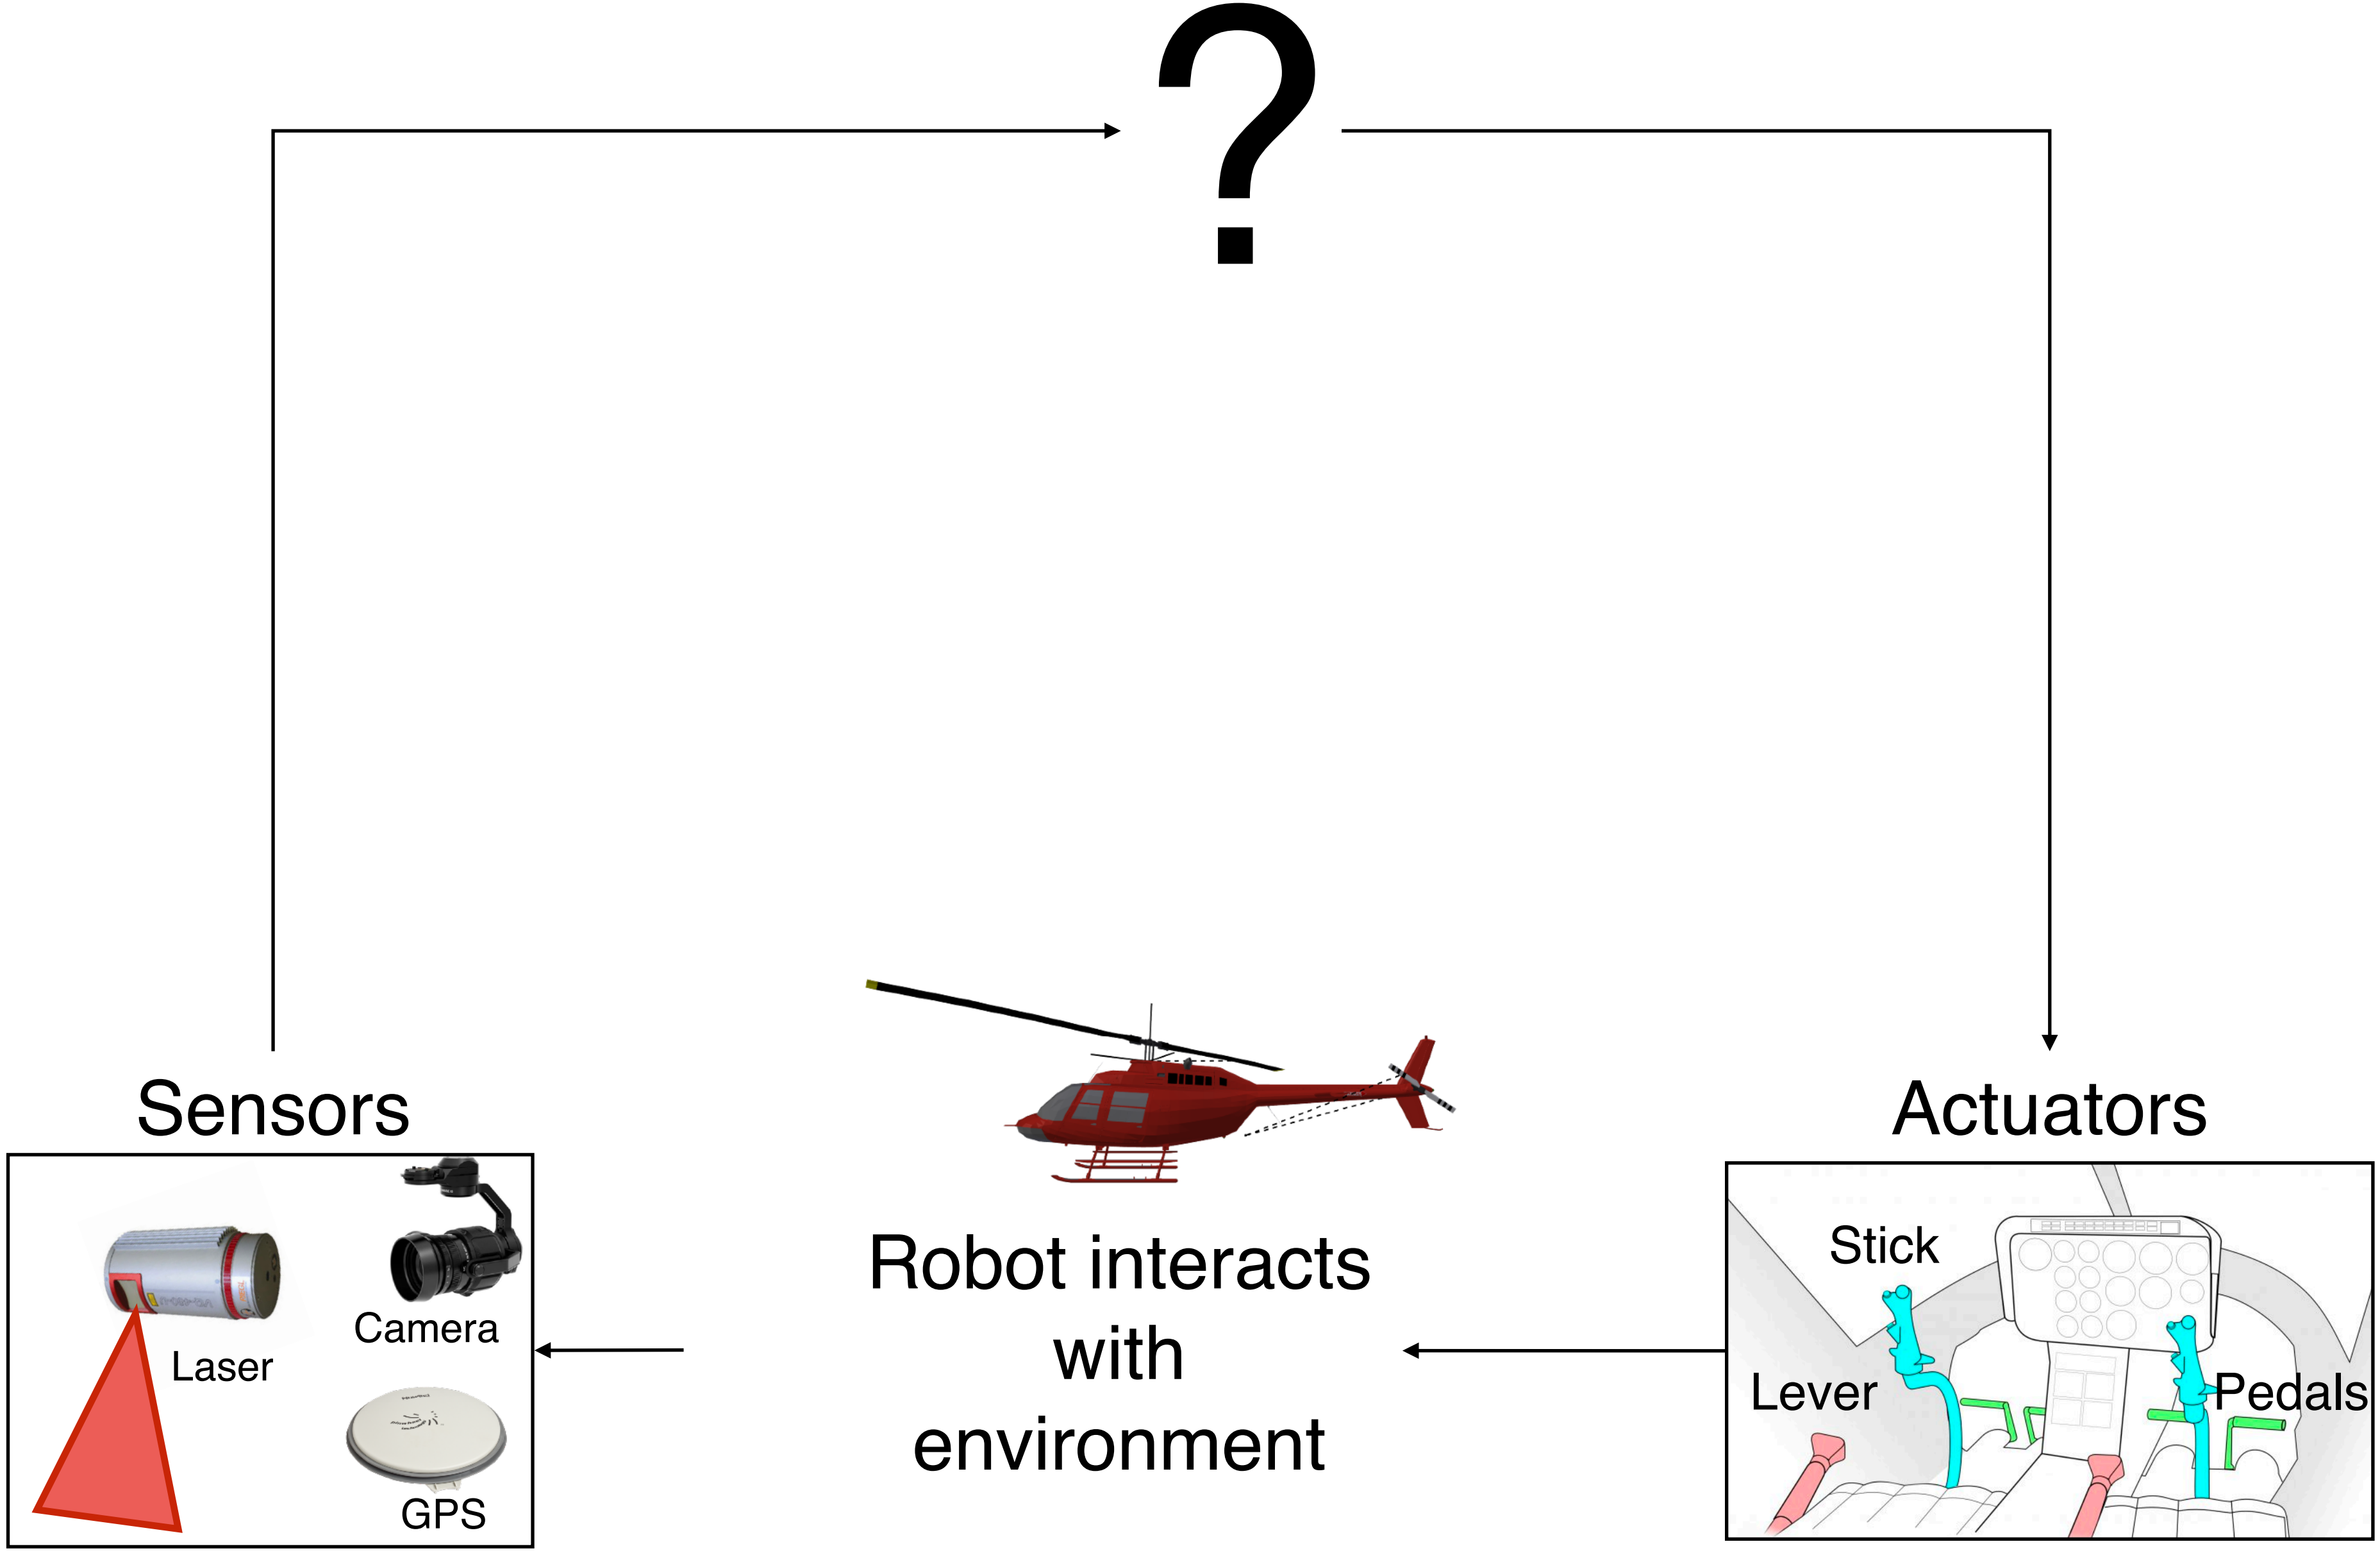 ?
Sensors
Actuators
Camera
Laser
GPS
Robot interacts
with
environment
Stick
Lever
Pedals